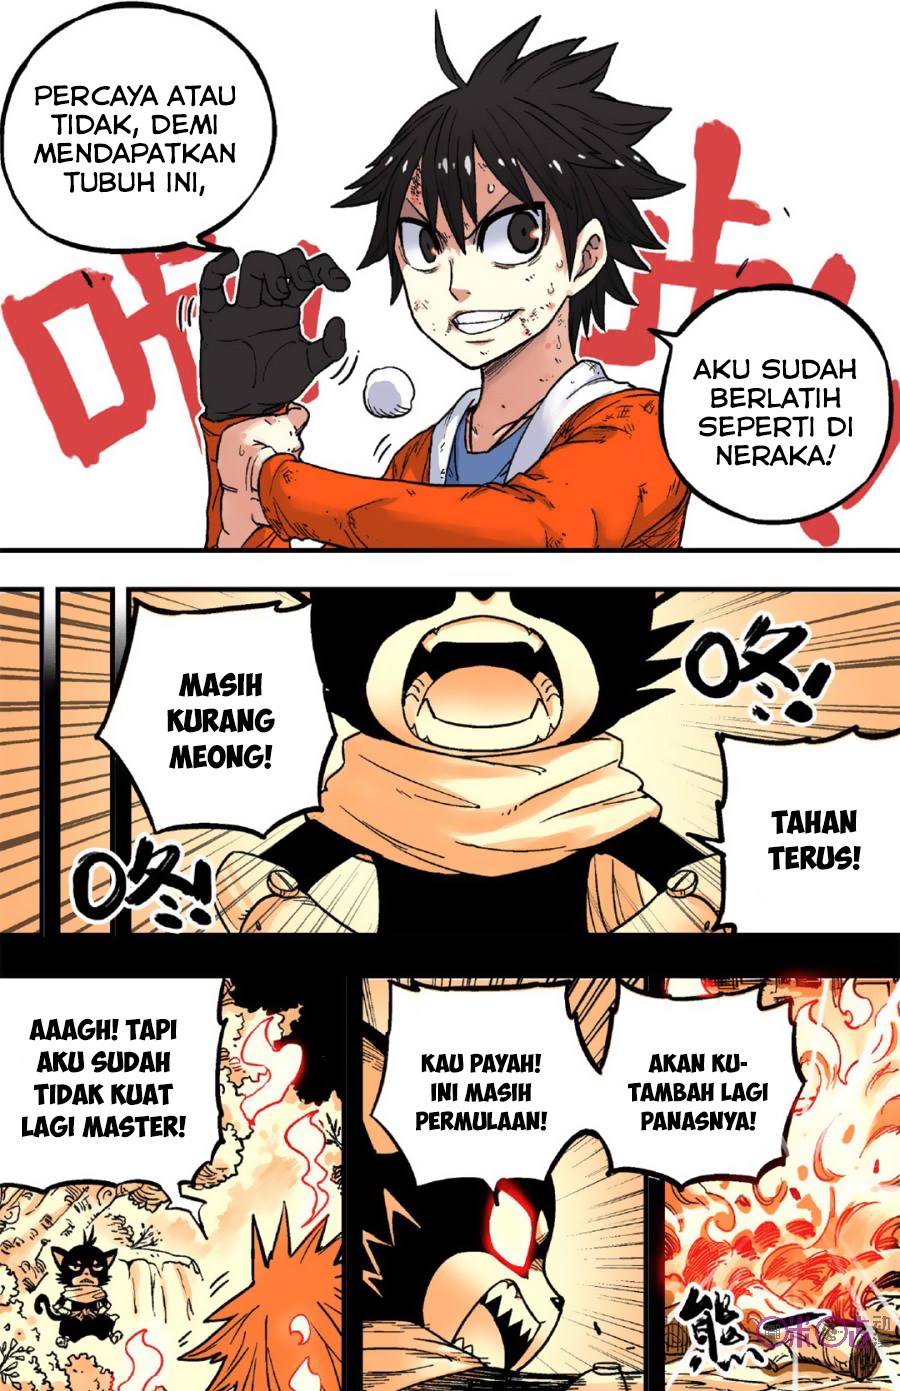 PERCAYA ATAU
TIDAK, DEMI
MENDAPATKAN
TUBUH INI,
AKU SUDAH
BERLATIH
SEPERTI DI
NERAKA!
MASIH
KURANG
MEONG!
咚!
TAHAN
TERUS!
咚!
AAAGH! TAPI
AKU SUDAH
TIDAK KUAT
LAGI MASTER!
KAU PAYAH!
INI MASIH
PERMULAAN!
AKAN KU-
TAMBAH LAGI
PANASNYA!
熊